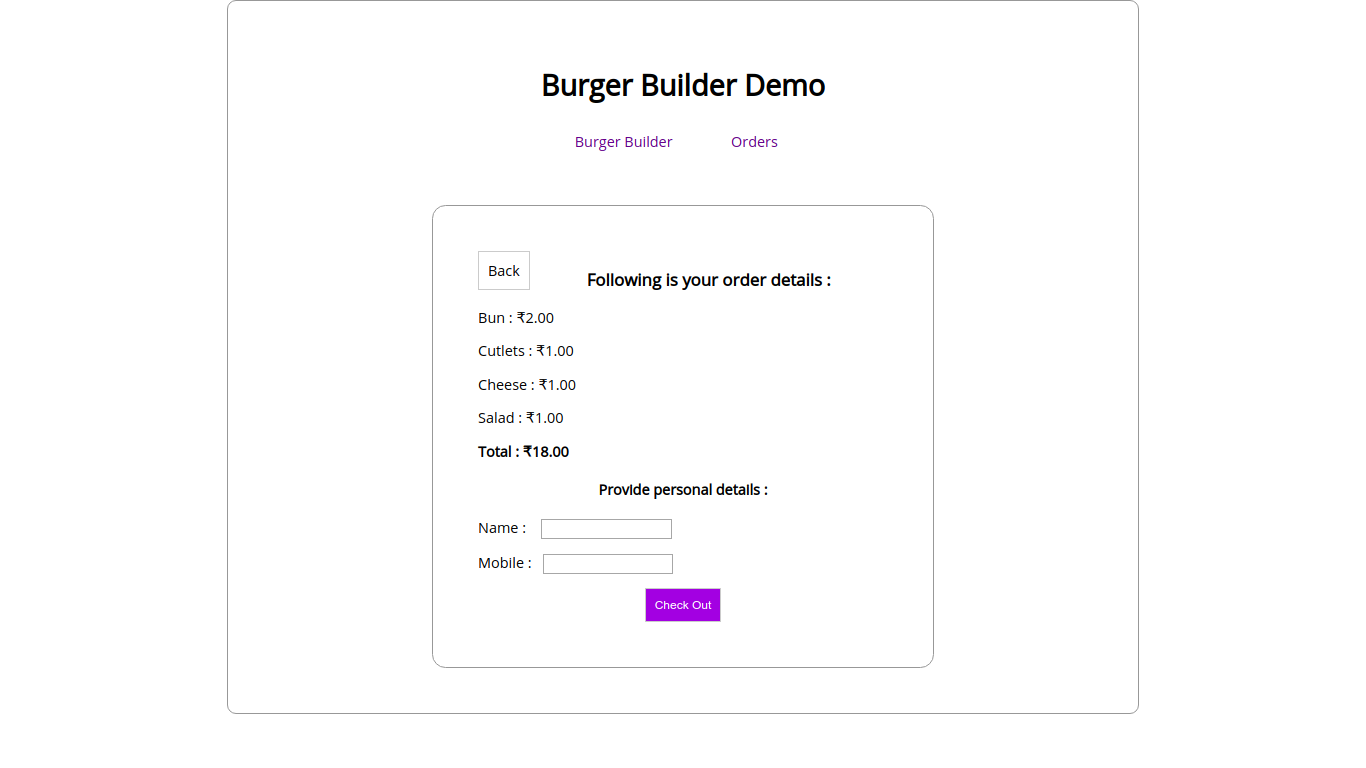 Burger Builder Demo
Burger Builder Orders
Back
Following is your order details :
Bun : ₹2.00
Cutlets : ₹1.00
Cheese : ₹1.00
Salad : ₹1.00
Total : ₹18.00
Provide personal details :
Name :
Mobile :
Check Out